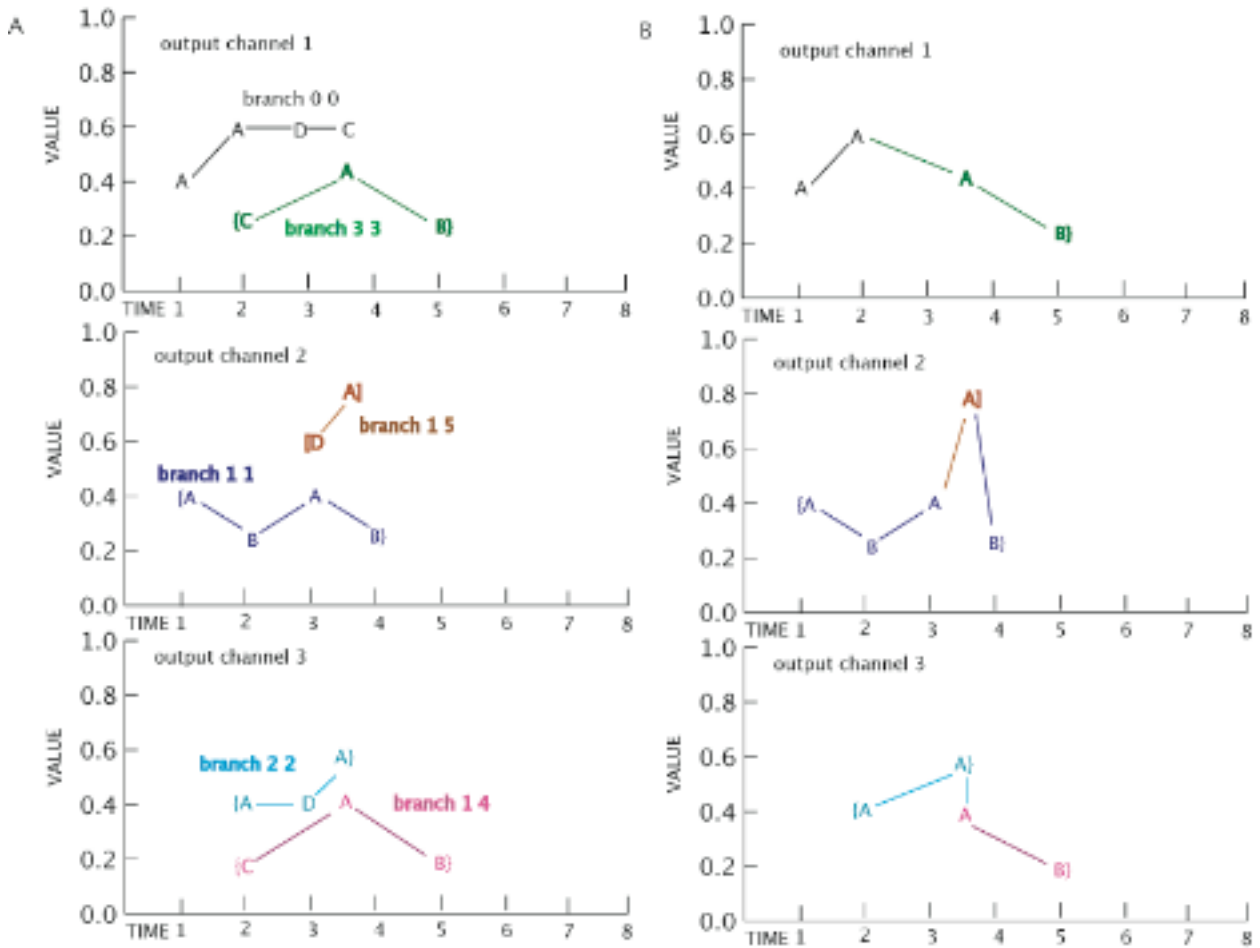 A
1.0
output channel 1
0.8
branch 0 0
VALUE
0.6
A D C
A
0.4
A
{C
branch 3 3
B}
0.2
0.0
TIME 1 2 3 4 5 6 7 8
1.0
output channel 2
0.8
A]
branch 1 5
VALUE
0.6
[D
branch 1 1
{A
0.4
A
B
B}
0.2
0.0
TIME 1 2 3 4 5 6 7 8
1.0
output channel 3
0.8
VALUE
0.6
A}
branch 2 2
{A D
0.4
A
branch 1 4
{C
B}
0.2
0.0
TIME 1 2 3 4 5 6 7 8
B
1.0
output channel 1
0.8
VALUE
0.6
A
A
0.4
A
B}
0.2
0.0
TIME 1 2 3 4 5 6 7 8
1.0
output channel 2
0.8
A]
VALUE
0.6
{A
0.4
A
B
B}
0.2
0.0
TIME 1 2 3 4 5 6 7 8
1.0
output channel 3
0.8
VALUE
0.6
A}
{A
0.4
A
B}
0.2
0.0
TIME 1 2 3 4 5 6 7 8